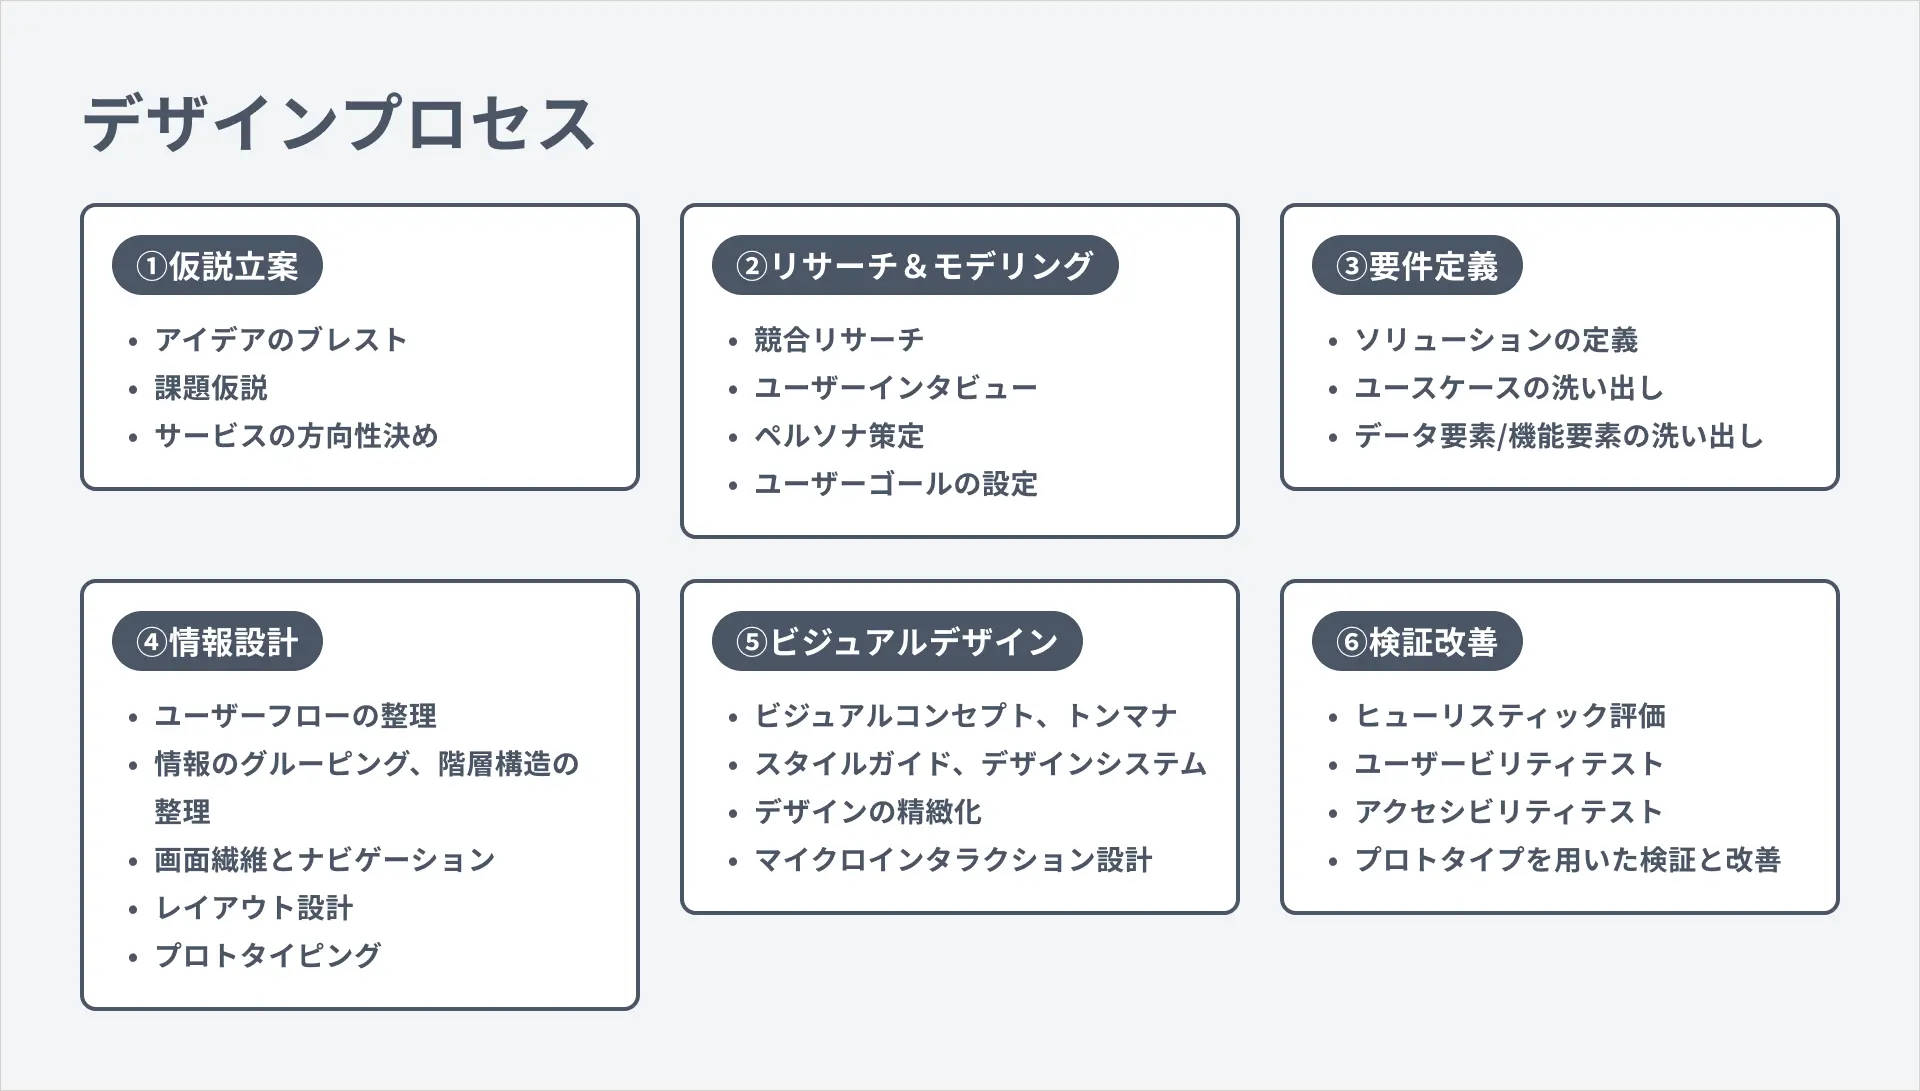 デザインプロセス
①仮説立案
• アイデアのブレスト
• 課題仮説
• サービスの方向性決め
②リサーチ＆モデリング
• 競合リサーチ
• ユーザーインタビュー
• ペルソナ策定
• ユーザーゴールの設定
③要件定義
• ソリューションの定義
• ユースケースの洗い出し
• データ要素/機能要素の洗い出し
④情報設計
• ユーザーフローの整理
• 情報のグルーピング、階層構造の
整理
• 画面繊維とナビゲーション
• レイアウト設計
• プロトタイピング
⑤ビジュアルデザイン
• ビジュアルコンセプト、トンマナ
• スタイルガイド、デザインシステム
• デザインの精緻化
• マイクロインタラクション設計
⑥検証改善
• ヒューリスティック評価
• ユーザービリティテスト
• アクセシビリティテスト
• プロトタイプを用いた検証と改善